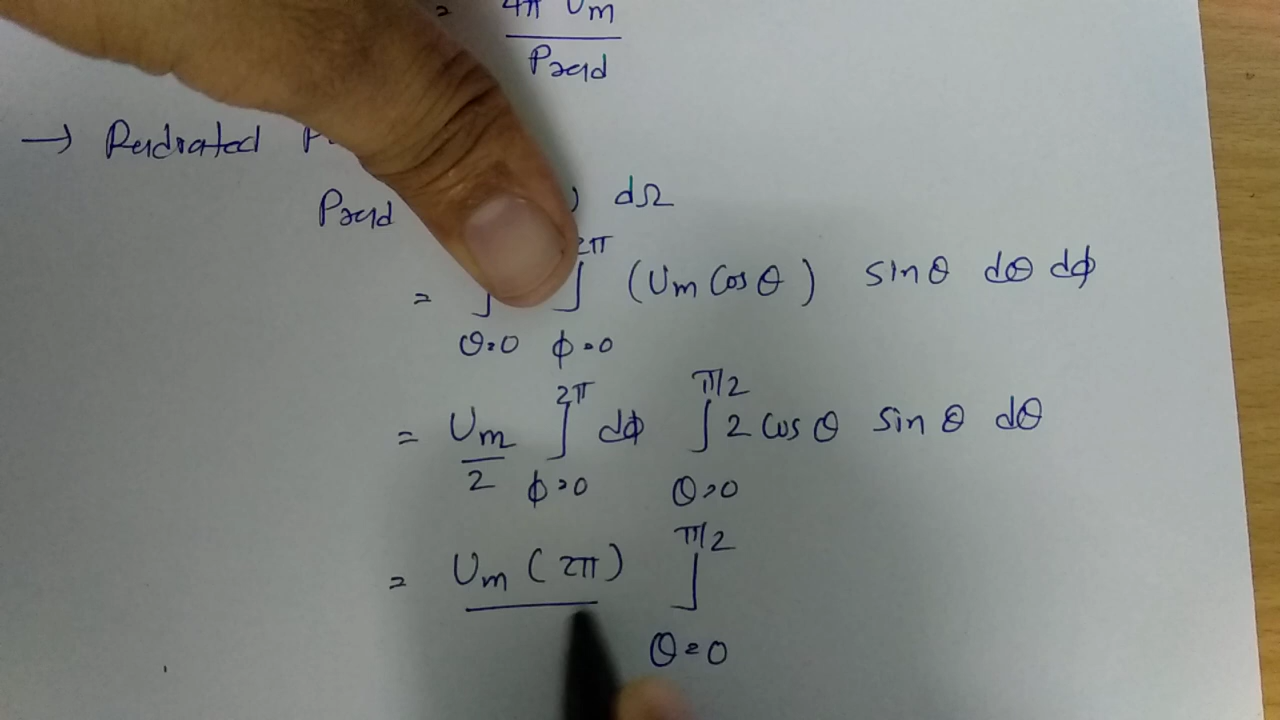 = 4π Um
Prad
→ Radiated
Prad ) dΩ
2π
= ∫ ∫ (Um Cos θ) sin θ dθ dϕ
θ=0 ϕ=0
2π π/2
= Um ∫ dϕ ∫ 2 Cos θ sin θ dθ
2 ϕ=0 θ=0
π/2
= Um (2π) ∫
θ=0